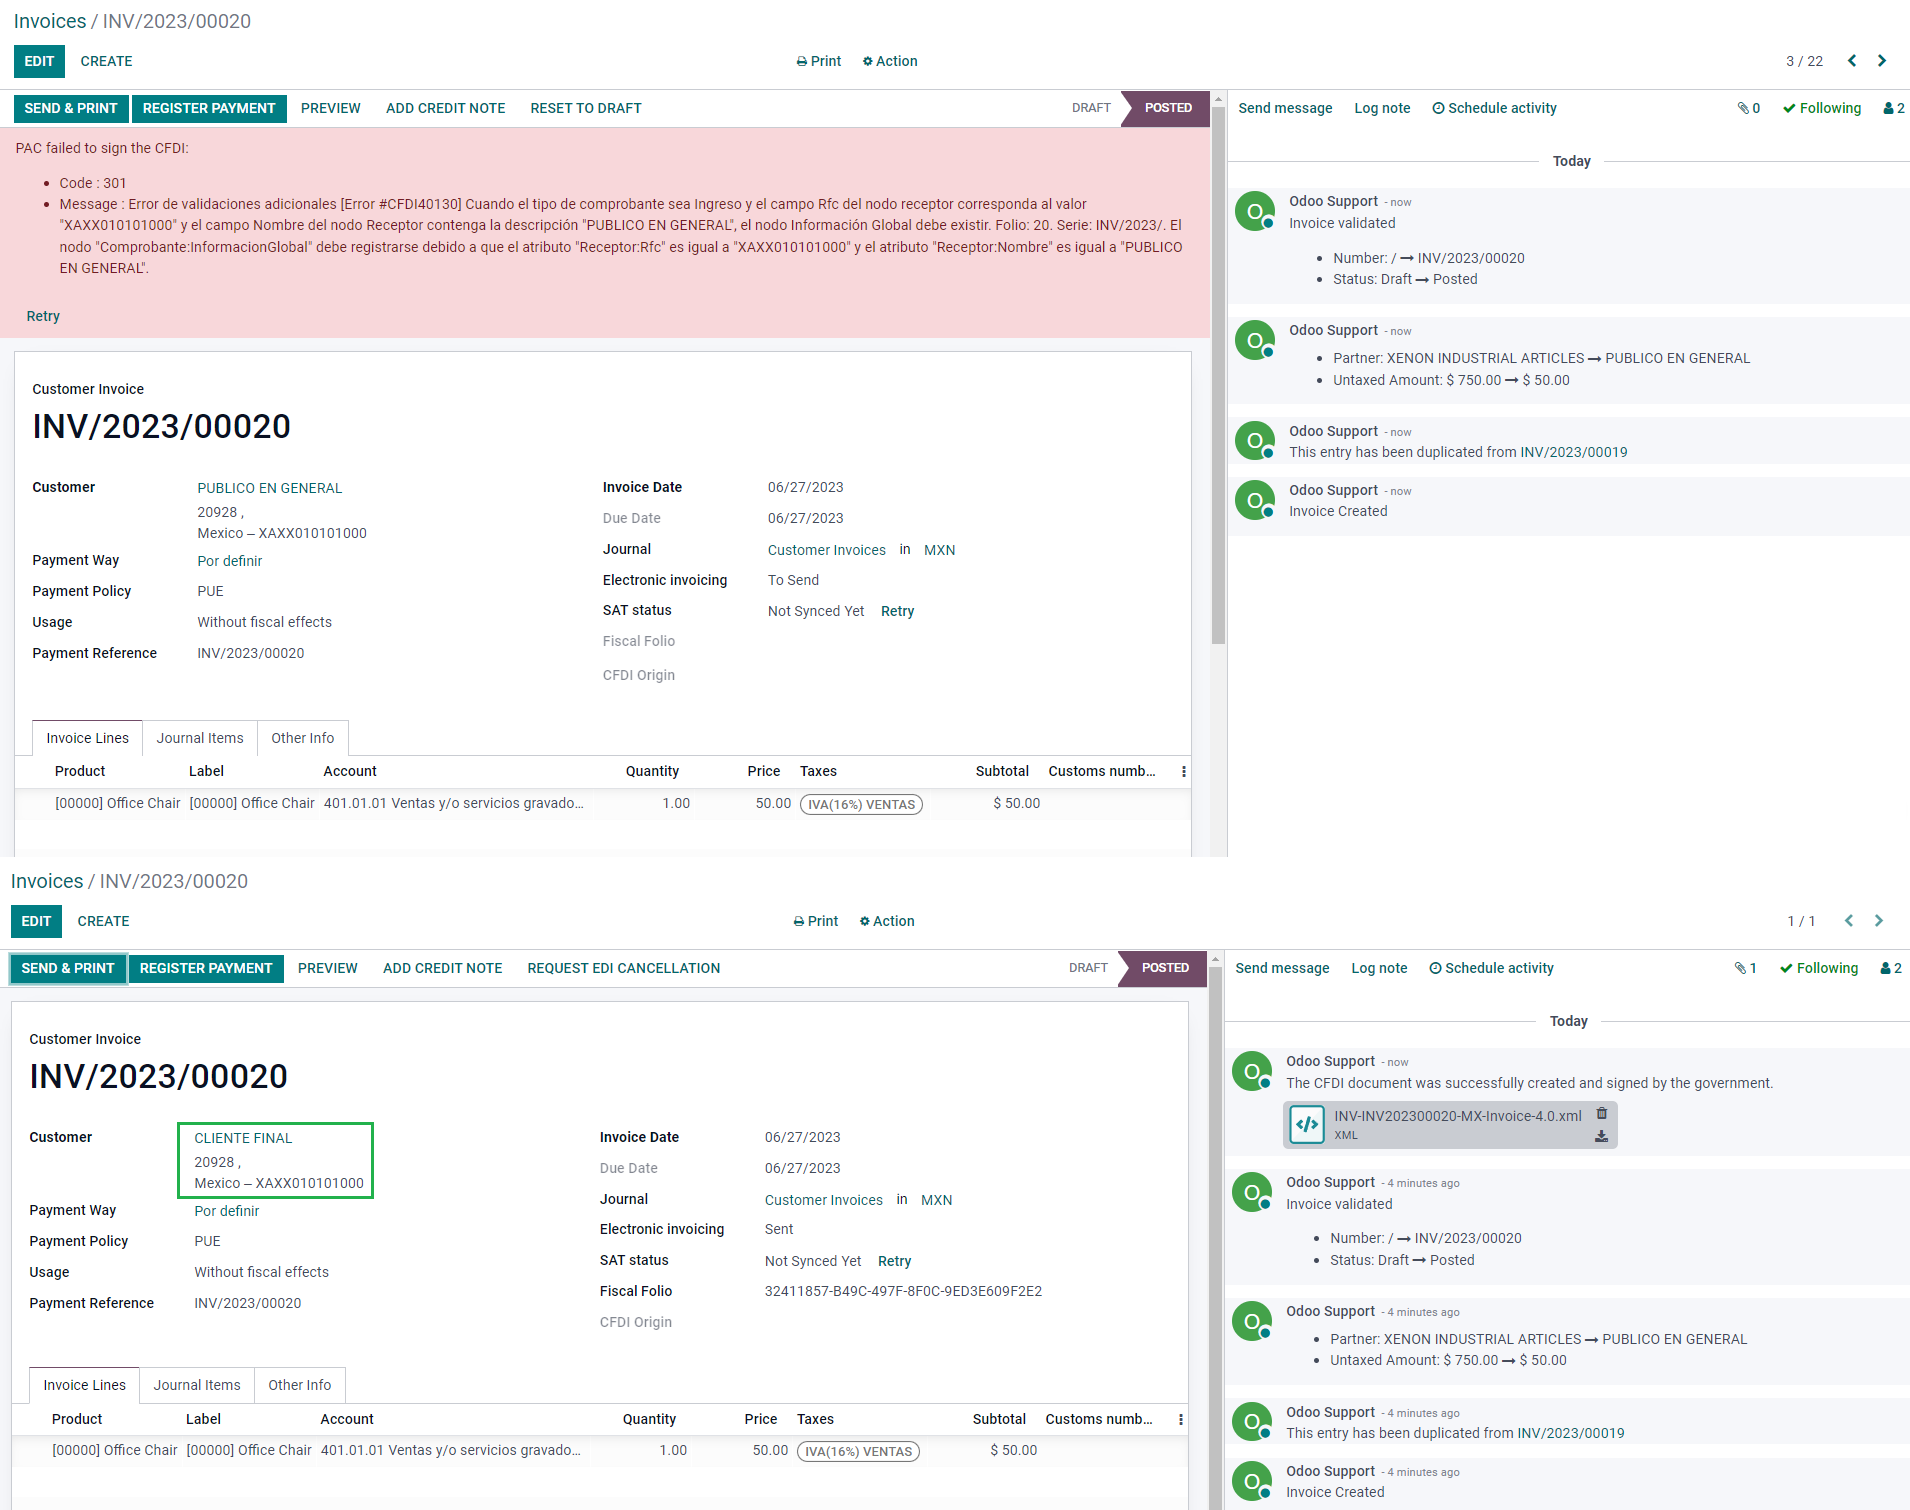 Invoices / INV/2023/00020
EDIT CREATE Print Action 3 / 22
SEND & PRINT REGISTER PAYMENT PREVIEW ADD CREDIT NOTE RESET TO DRAFT DRAFT POSTED
PAC failed to sign the CFDI:
Code : 301
Message : Error de validaciones adicionales [Error #CFDI40130] Cuando el tipo de comprobante sea Ingreso y el campo Rfc del nodo receptor corresponda al valor
"XAXX010101000" y el campo Nombre del nodo Receptor contenga la descripción "PUBLICO EN GENERAL", el nodo Información Global debe existir. Folio: 20. Serie: INV/2023/. El
nodo "Comprobante:InformacionGlobal" debe registrarse debido a que el atributo "Receptor:Rfc" es igual a "XAXX010101000" y el atributo "Receptor:Nombre" es igual a "PUBLICO
EN GENERAL".
Retry
Customer Invoice
INV/2023/00020
Customer PUBLICO EN GENERAL
20928 ,
Mexico – XAXX010101000
Payment Way Por definir
Payment Policy PUE
Usage Without fiscal effects
Payment Reference INV/2023/00020
Invoice Date 06/27/2023
Due Date 06/27/2023
Journal Customer Invoices in MXN
Electronic invoicing To Send
SAT status Not Synced Yet Retry
Fiscal Folio
CFDI Origin
Invoice Lines Journal Items Other Info
Product Label Account Quantity Price Taxes Subtotal Customs numb...
[00000] Office Chair [00000] Office Chair 401.01.01 Ventas y/o servicios gravado... 1.00 50.00 IVA(16%) VENTAS $ 50.00
Send message Log note Schedule activity 0 Following 2
Today
O
Odoo Support - now
Invoice validated
Number: / → INV/2023/00020
Status: Draft → Posted
O
Odoo Support - now
Partner: XENON INDUSTRIAL ARTICLES → PUBLICO EN GENERAL
Untaxed Amount: $ 750.00 → $ 50.00
O
Odoo Support - now
This entry has been duplicated from INV/2023/00019
O
Odoo Support - now
Invoice Created
Invoices / INV/2023/00020
EDIT CREATE Print Action 1 / 1
SEND & PRINT REGISTER PAYMENT PREVIEW ADD CREDIT NOTE REQUEST EDI CANCELLATION DRAFT POSTED
Customer Invoice
INV/2023/00020
Customer CLIENTE FINAL
20928 ,
Mexico – XAXX010101000
Payment Way Por definir
Payment Policy PUE
Usage Without fiscal effects
Payment Reference INV/2023/00020
Invoice Date 06/27/2023
Due Date 06/27/2023
Journal Customer Invoices in MXN
Electronic invoicing Sent
SAT status Not Synced Yet Retry
Fiscal Folio 32411857-B49C-497F-8F0C-9ED3E609F2E2
CFDI Origin
Invoice Lines Journal Items Other Info
Product Label Account Quantity Price Taxes Subtotal Customs numb...
[00000] Office Chair [00000] Office Chair 401.01.01 Ventas y/o servicios gravado... 1.00 50.00 IVA(16%) VENTAS $ 50.00
Send message Log note Schedule activity 1 Following 2
Today
O
Odoo Support - now
The CFDI document was successfully created and signed by the government.
INV-INV202300020-MX-Invoice-4.0.xml
XML
O
Odoo Support - 4 minutes ago
Invoice validated
Number: / → INV/2023/00020
Status: Draft → Posted
O
Odoo Support - 4 minutes ago
Partner: XENON INDUSTRIAL ARTICLES → PUBLICO EN GENERAL
Untaxed Amount: $ 750.00 → $ 50.00
O
Odoo Support - 4 minutes ago
This entry has been duplicated from INV/2023/00019
O
Odoo Support - 4 minutes ago
Invoice Created